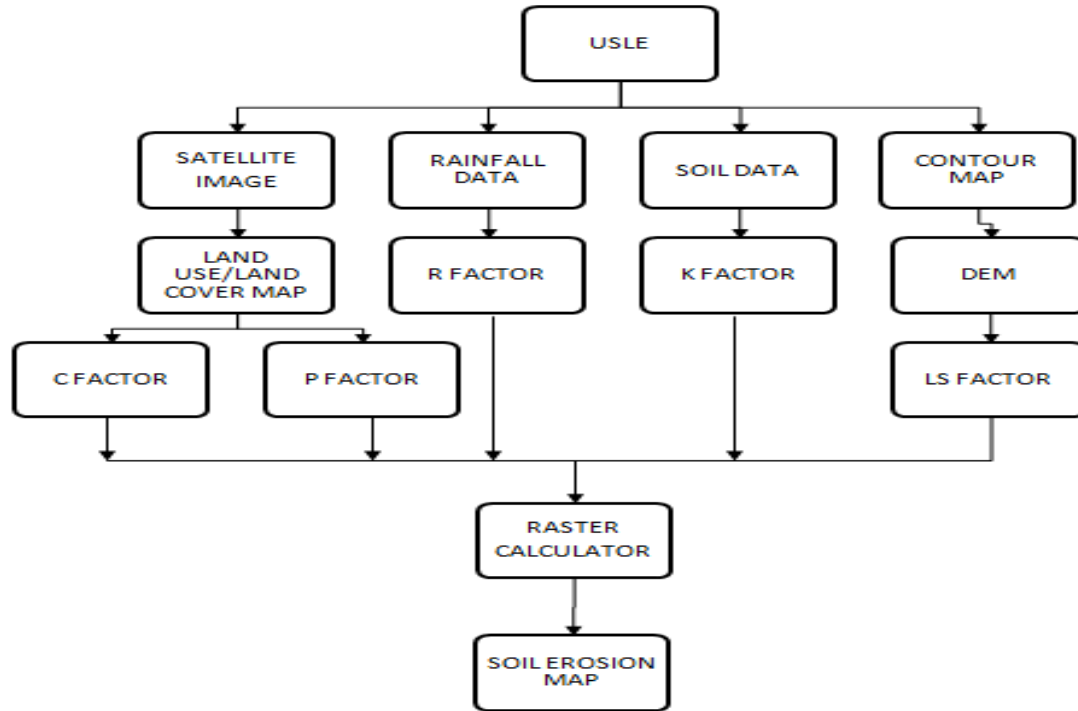 USLE
SATELLITE
IMAGE
RAINFALL
DATA
SOIL DATA
CONTOUR
MAP
LAND
USE/LAND
COVER MAP
R FACTOR
K FACTOR
DEM
C FACTOR
P FACTOR
LS FACTOR
RASTER
CALCULATOR
SOIL EROSION
MAP